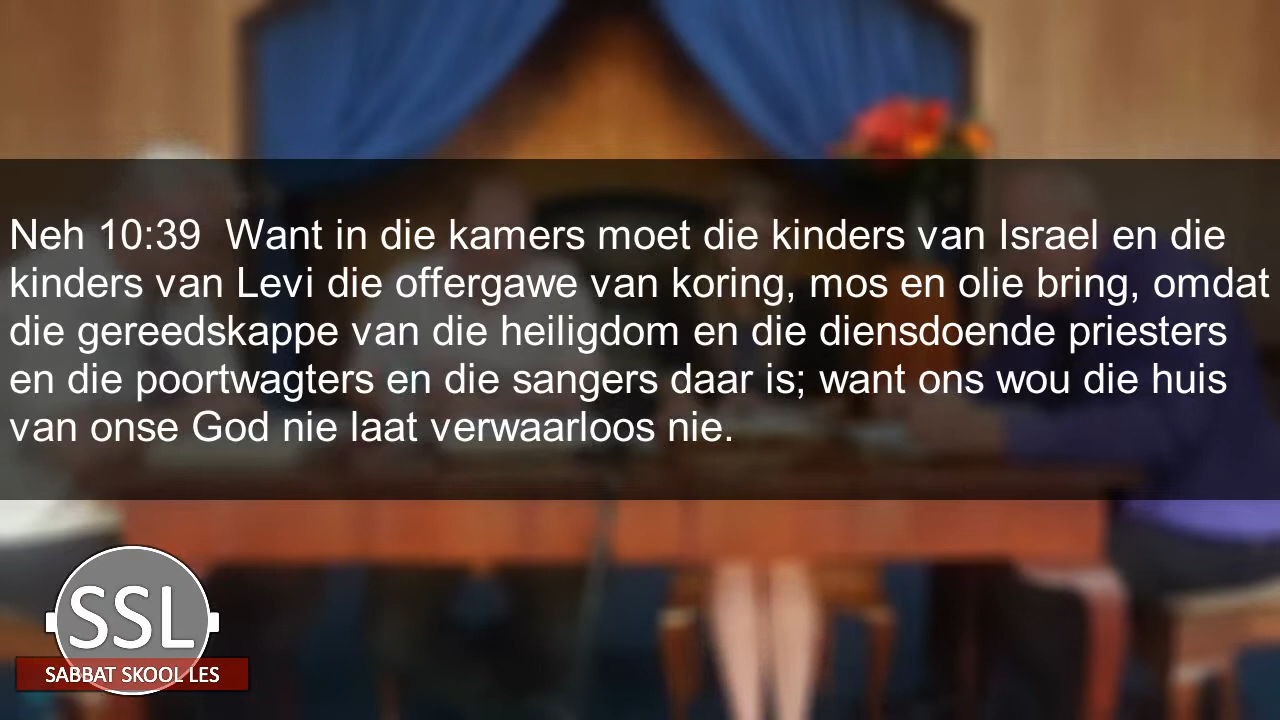 Neh 10:39  Want in die kamers moet die kinders van Israel en die
kinders van Levi die offergawe van koring, mos en olie bring, omdat
die gereedskappe van die heiligdom en die diensdoende priesters
en die poortwagters en die sangers daar is; want ons wou die huis
van onse God nie laat verwaarloos nie.
SSL
SABBAT SKOOL LES